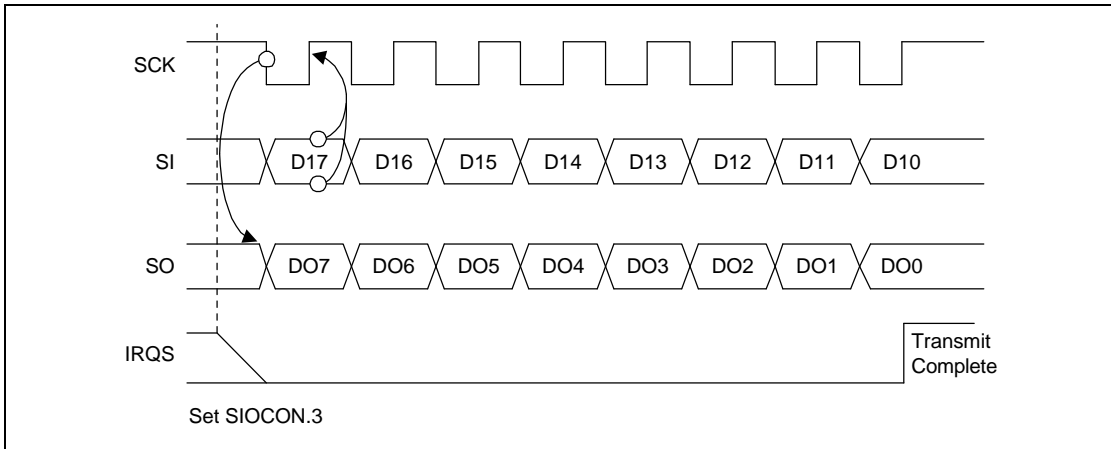 SCK
SI
D17 D16 D15 D14 D13 D12 D11 D10
SO
DO7 DO6 DO5 DO4 DO3 DO2 DO1 DO0
IRQS
Transmit
Complete
Set SIOCON.3